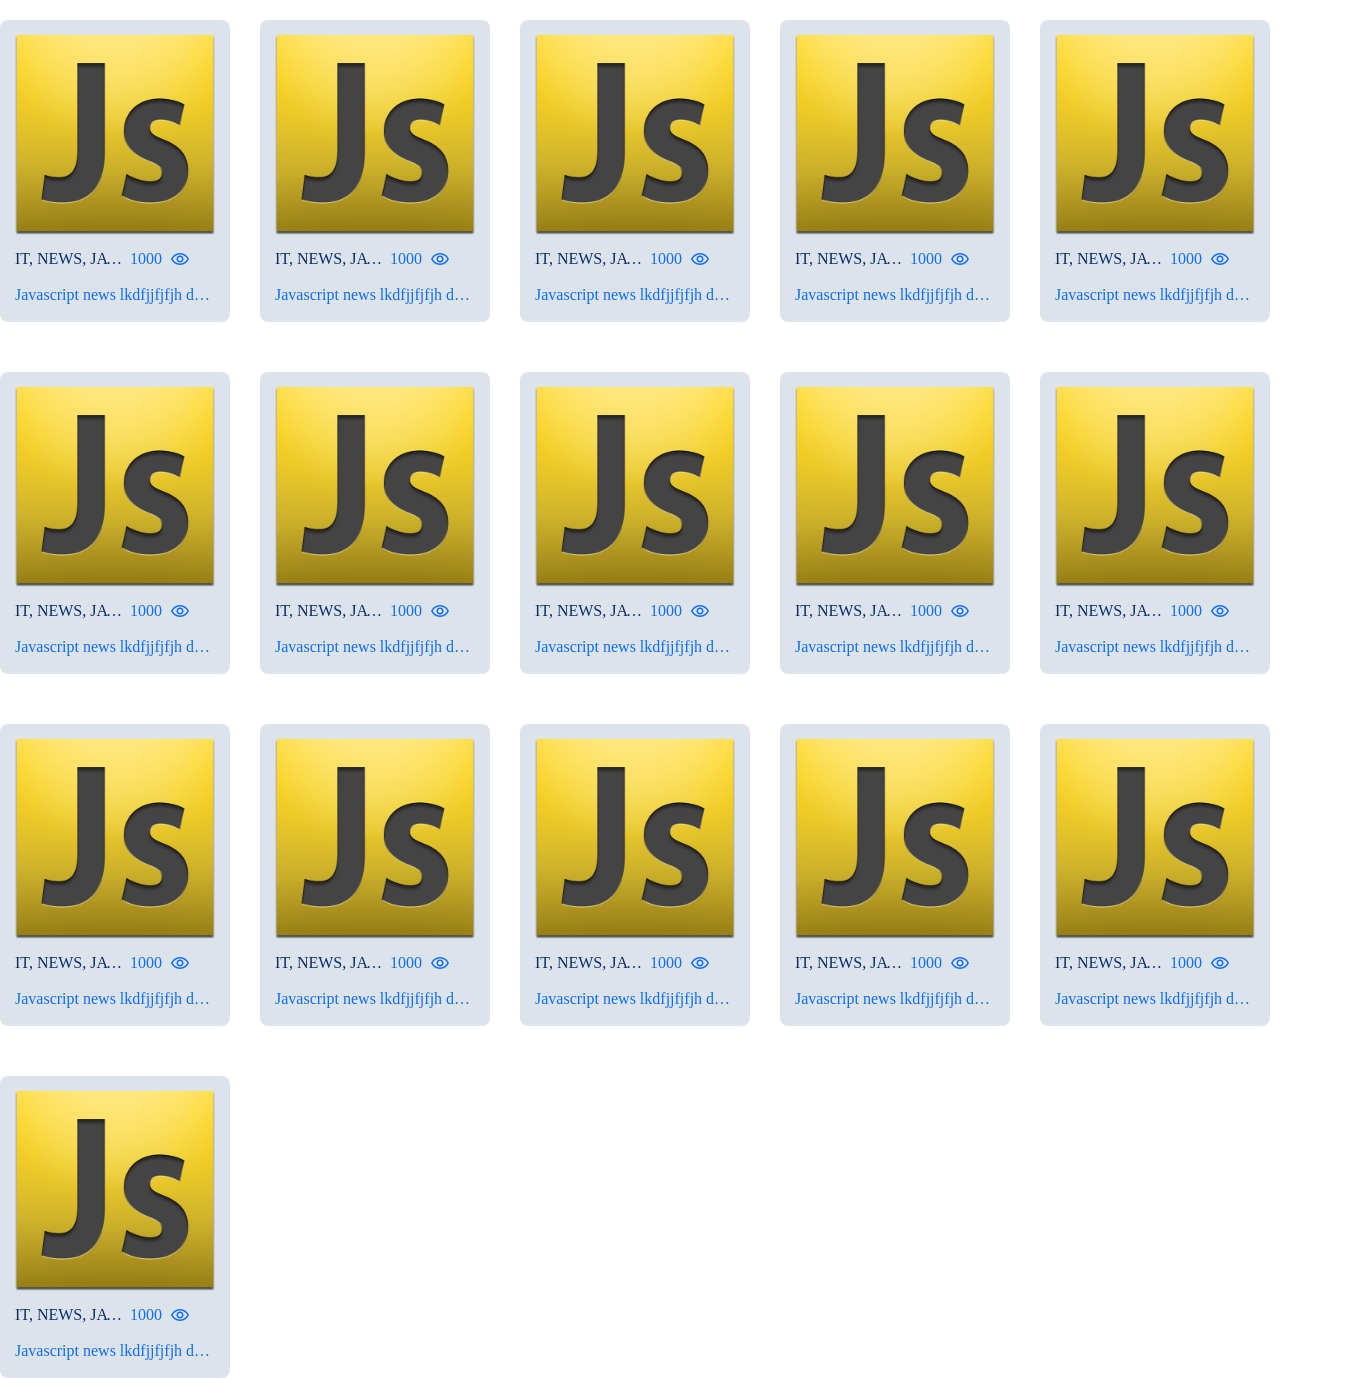 Js Js Js Js Js
IT, NEWS, JA… 1000 IT, NEWS, JA… 1000 IT, NEWS, JA… 1000 IT, NEWS, JA… 1000 IT, NEWS, JA… 1000
Javascript news lkdfjjfjfjh d… Javascript news lkdfjjfjfjh d… Javascript news lkdfjjfjfjh d… Javascript news lkdfjjfjfjh d… Javascript news lkdfjjfjfjh d…
Js Js Js Js Js
IT, NEWS, JA… 1000 IT, NEWS, JA… 1000 IT, NEWS, JA… 1000 IT, NEWS, JA… 1000 IT, NEWS, JA… 1000
Javascript news lkdfjjfjfjh d… Javascript news lkdfjjfjfjh d… Javascript news lkdfjjfjfjh d… Javascript news lkdfjjfjfjh d… Javascript news lkdfjjfjfjh d…
Js Js Js Js Js
IT, NEWS, JA… 1000 IT, NEWS, JA… 1000 IT, NEWS, JA… 1000 IT, NEWS, JA… 1000 IT, NEWS, JA… 1000
Javascript news lkdfjjfjfjh d… Javascript news lkdfjjfjfjh d… Javascript news lkdfjjfjfjh d… Javascript news lkdfjjfjfjh d… Javascript news lkdfjjfjfjh d…
Js
IT, NEWS, JA… 1000
Javascript news lkdfjjfjfjh d…